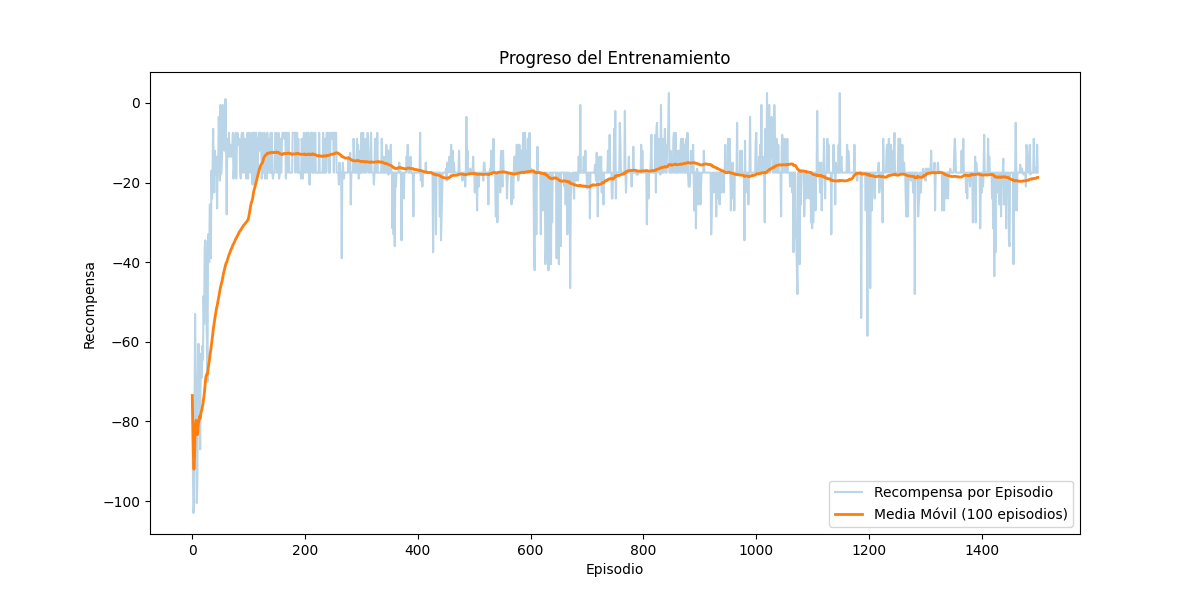 Progreso del Entrenamiento
Recompensa
0
−20
−40
−60
−80
−100
0 200 400 600 800 1000 1200 1400
Episodio
Recompensa por Episodio
Media Móvil (100 episodios)